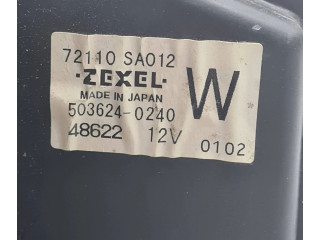 72110 SA012
·ZEXEL·
MADE IN JAPAN
W
503624-0240
48622 12V 0102